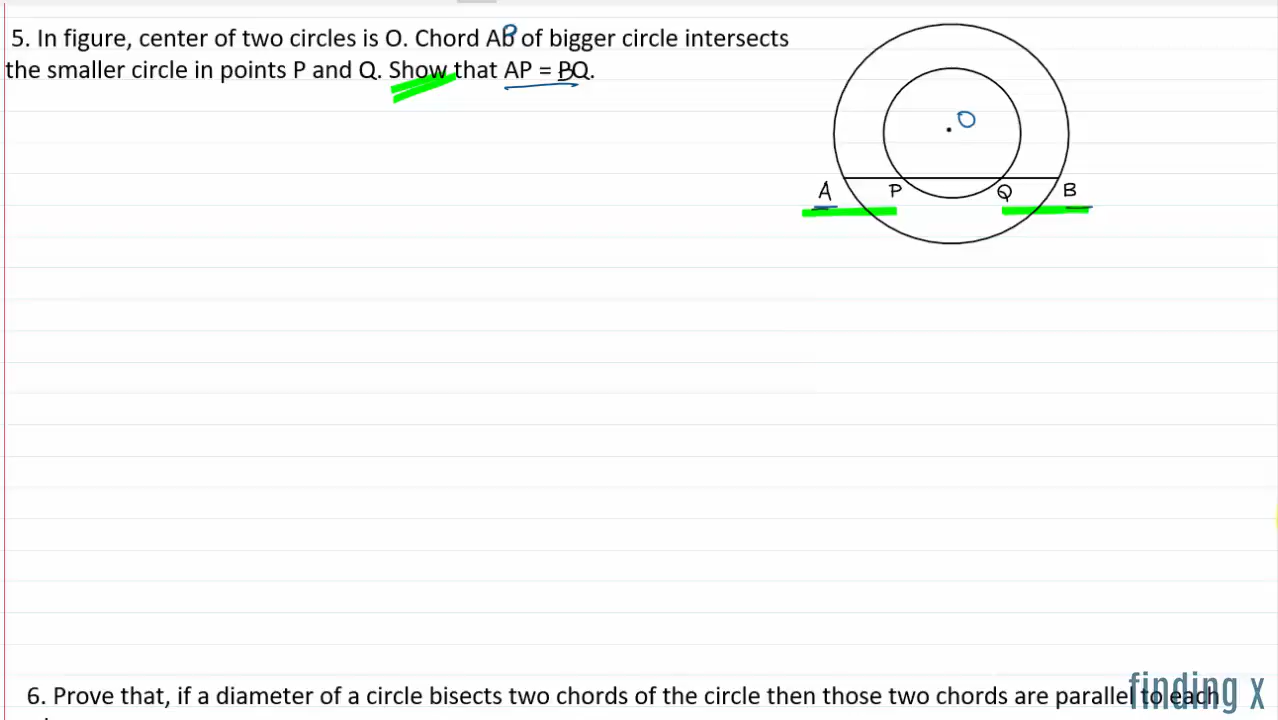 5. In figure, center of two circles is O. Chord AB of bigger circle intersects
the smaller circle in points P and Q. Show that AP = BQ.
O
A P Q B
6. Prove that, if a diameter of a circle bisects two chords of the circle then those two chords are parallel to each
finding x